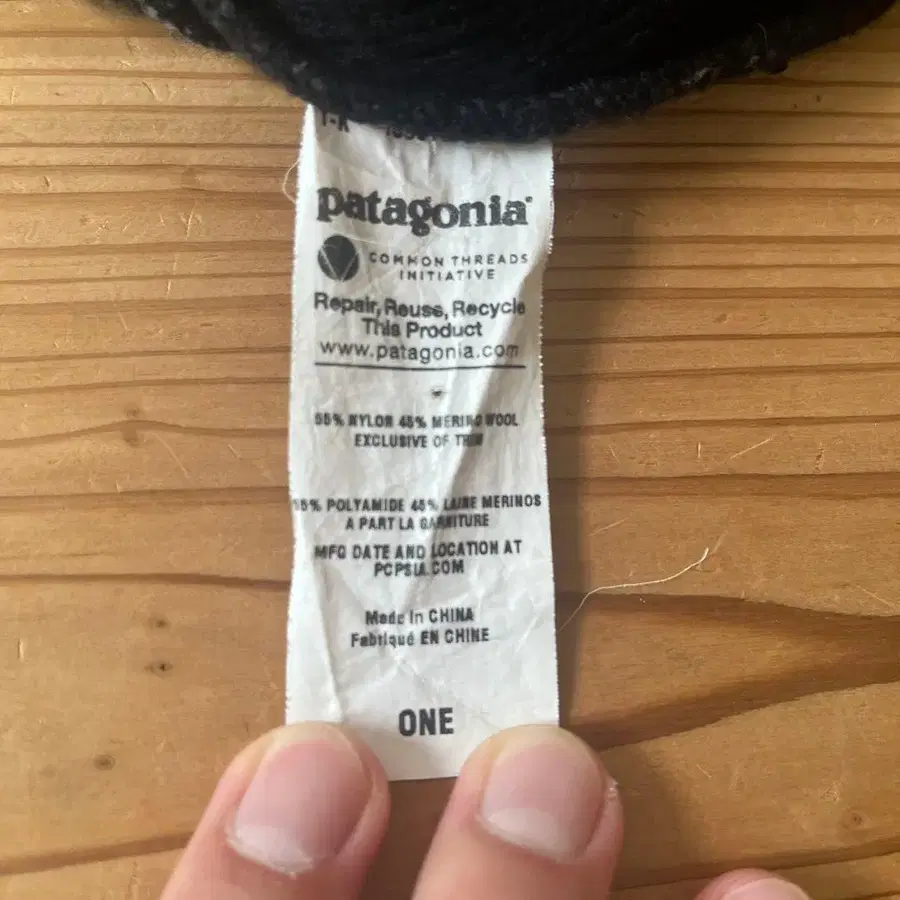 patagonia®
COMMON THREADS
INITIATIVE
Repair, Reuse, Recycle
This Product
www.patagonia.com
55% NYLON 45% MERINO WOOL
EXCLUSIVE OF TRIM
55% POLYAMIDE 45% LAINE MERINOS
A PART LA GARNITURE
MFG DATE AND LOCATION AT
PCPSIA.COM
Made in CHINA
Fabriqué EN CHINE
ONE